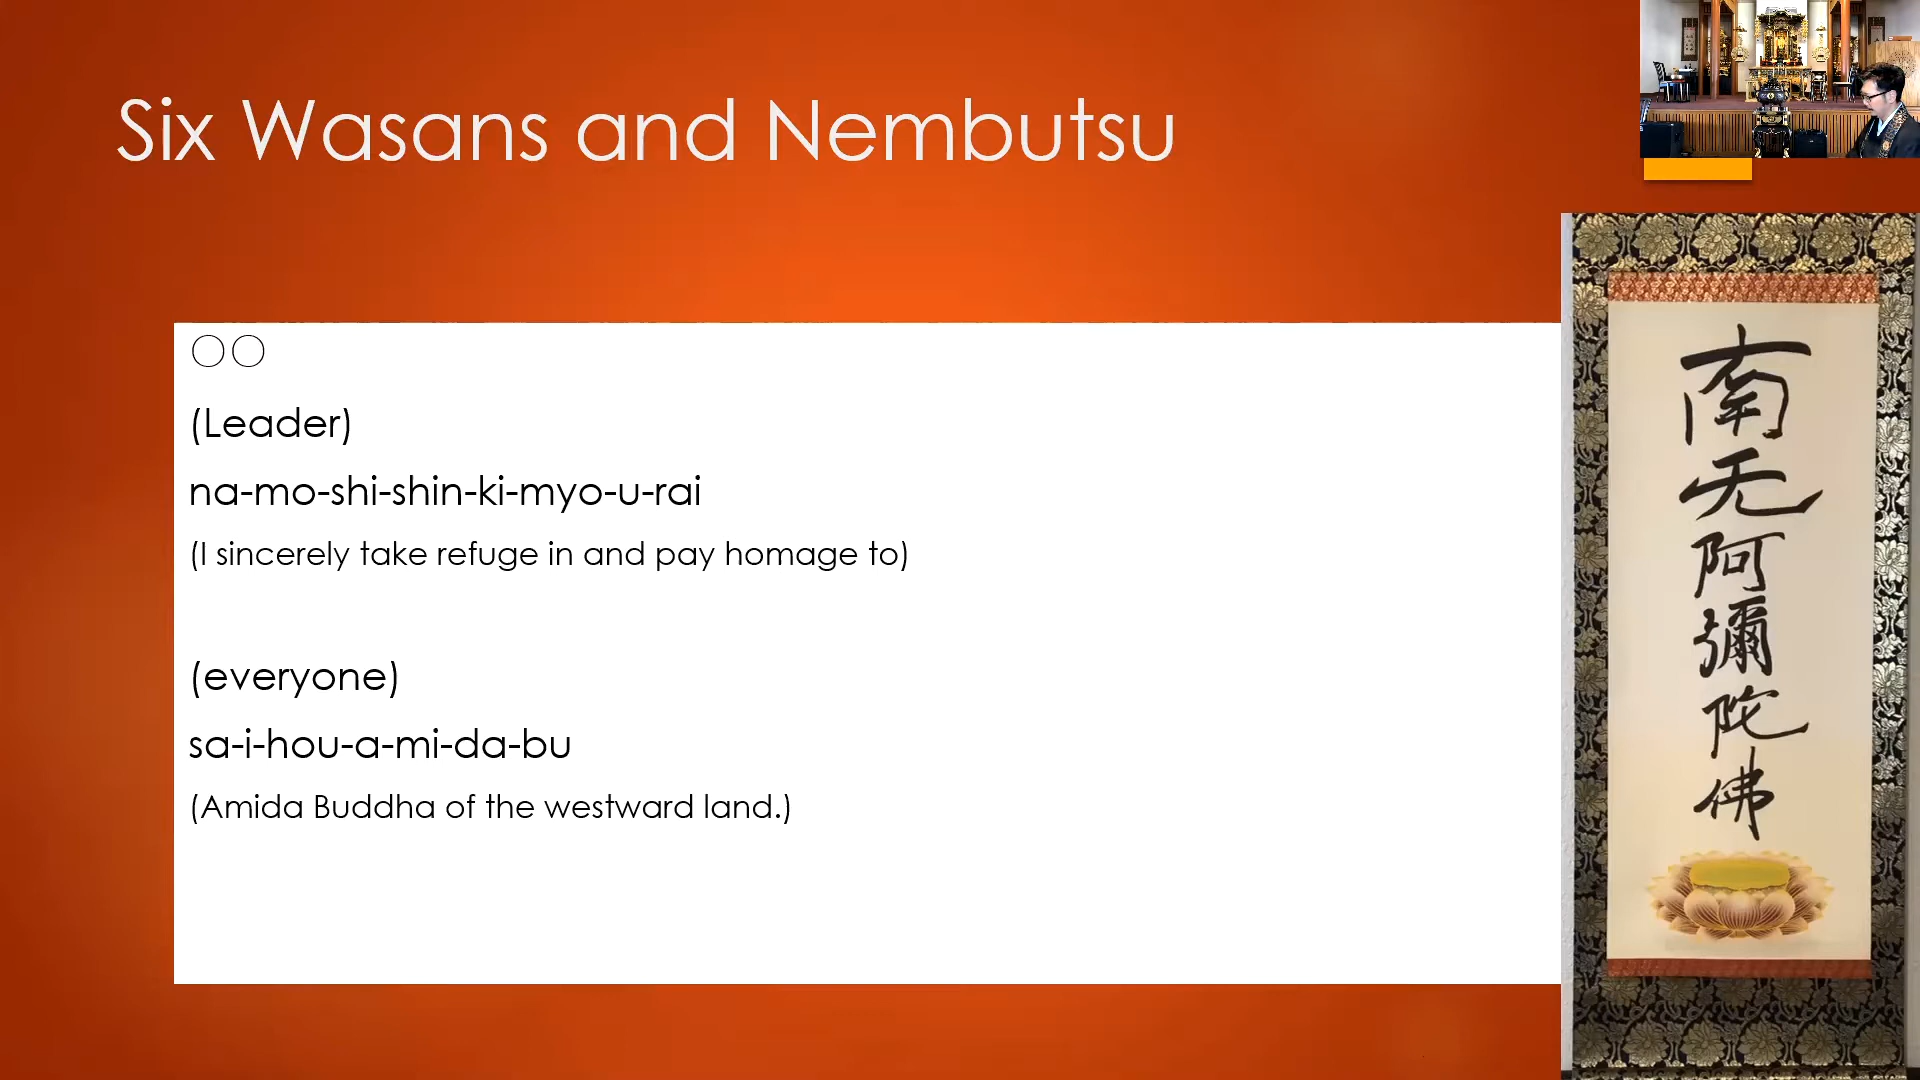 Six Wasans and Nembutsu
○○
(Leader)
na-mo-shi-shin-ki-myo-u-rai
(I sincerely take refuge in and pay homage to)
(everyone)
sa-i-hou-a-mi-da-bu
(Amida Buddha of the westward land.)
南无阿彌陀佛